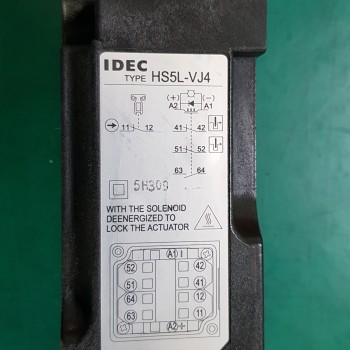 IDEC
TYPE HS5L-VJ4
(+) (-)
A2 A1
11 12 41 42
51 52
63 64
5H309
WITH THE SOLENOID
DEENERGIZED TO
LOCK THE ACTUATOR
A1
52 42
51 41
64 12
63 11
A2